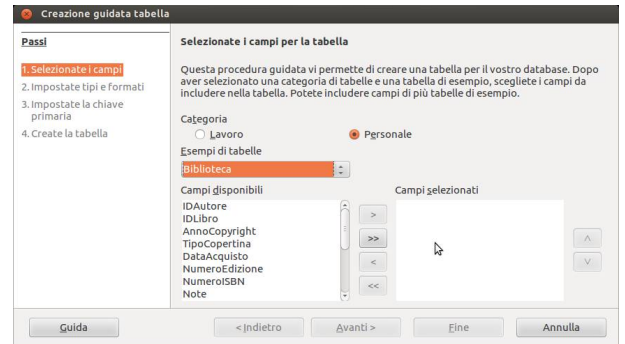 Creazione guidata tabella
Passi
1. Selezionate i campi
2. Impostate tipi e formati
3. Impostate la chiave
primaria
4. Create la tabella
Selezionate i campi per la tabella
Questa procedura guidata vi permette di creare una tabella per il vostro database. Dopo
aver selezionato una categoria di tabelle e una tabella di esempio, scegliete i campi da
includere nella tabella. Potete includere campi di più tabelle di esempio.
Categoria
Lavoro
Personale
Esempi di tabelle
Biblioteca
Campi disponibili
Campi selezionati
IDAutore
IDLibro
AnnoCopyright
TipoCopertina
DataAcquisto
NumeroEdizione
NumeroISBN
Note
>
>>
<
<<
Guida
< Indietro
Avanti >
Fine
Annulla